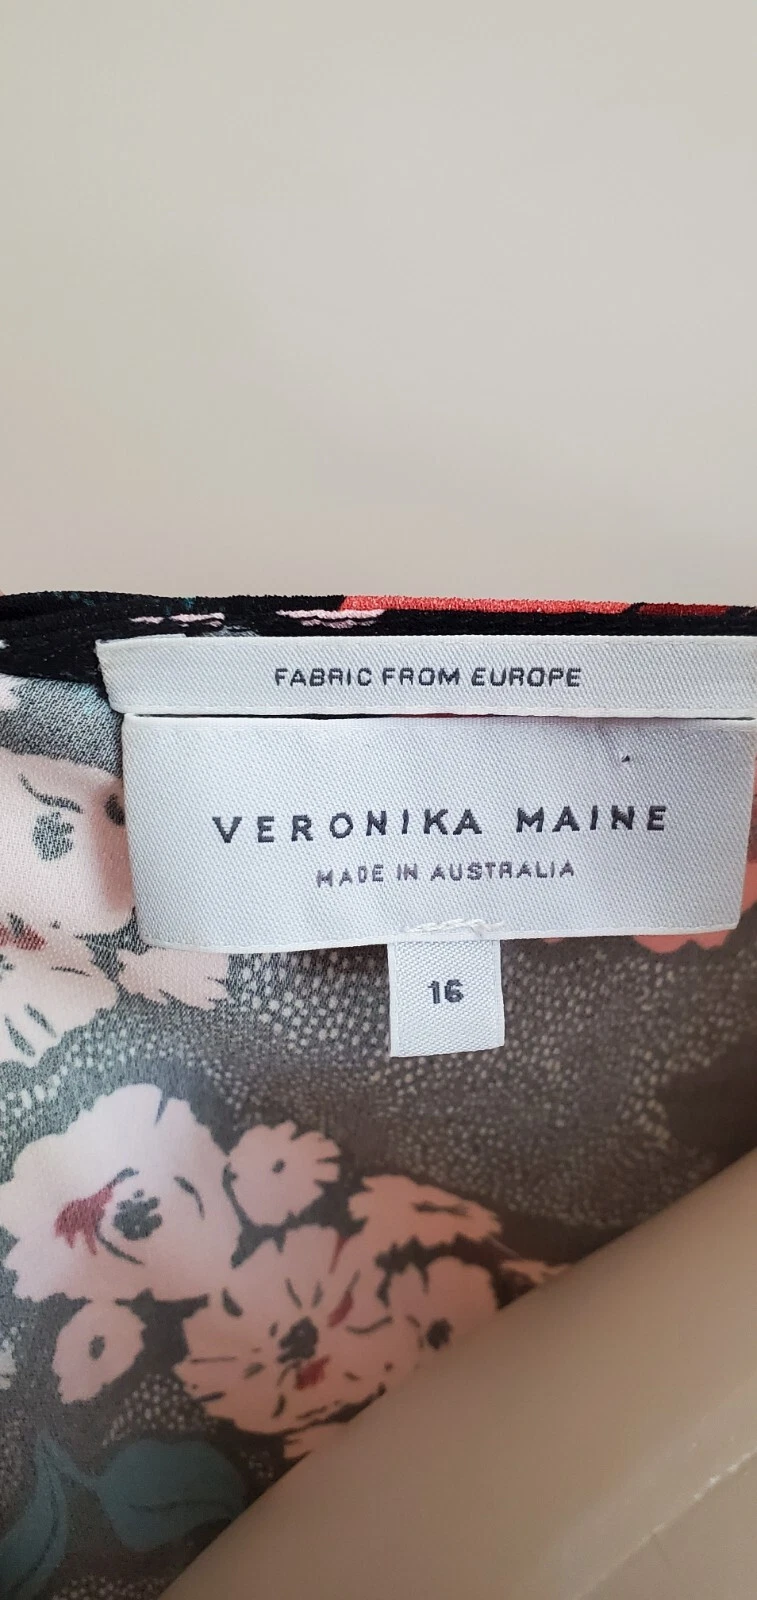 FABRIC FROM EUROPE
VERONIKA MAINE
MADE IN AUSTRALIA
16